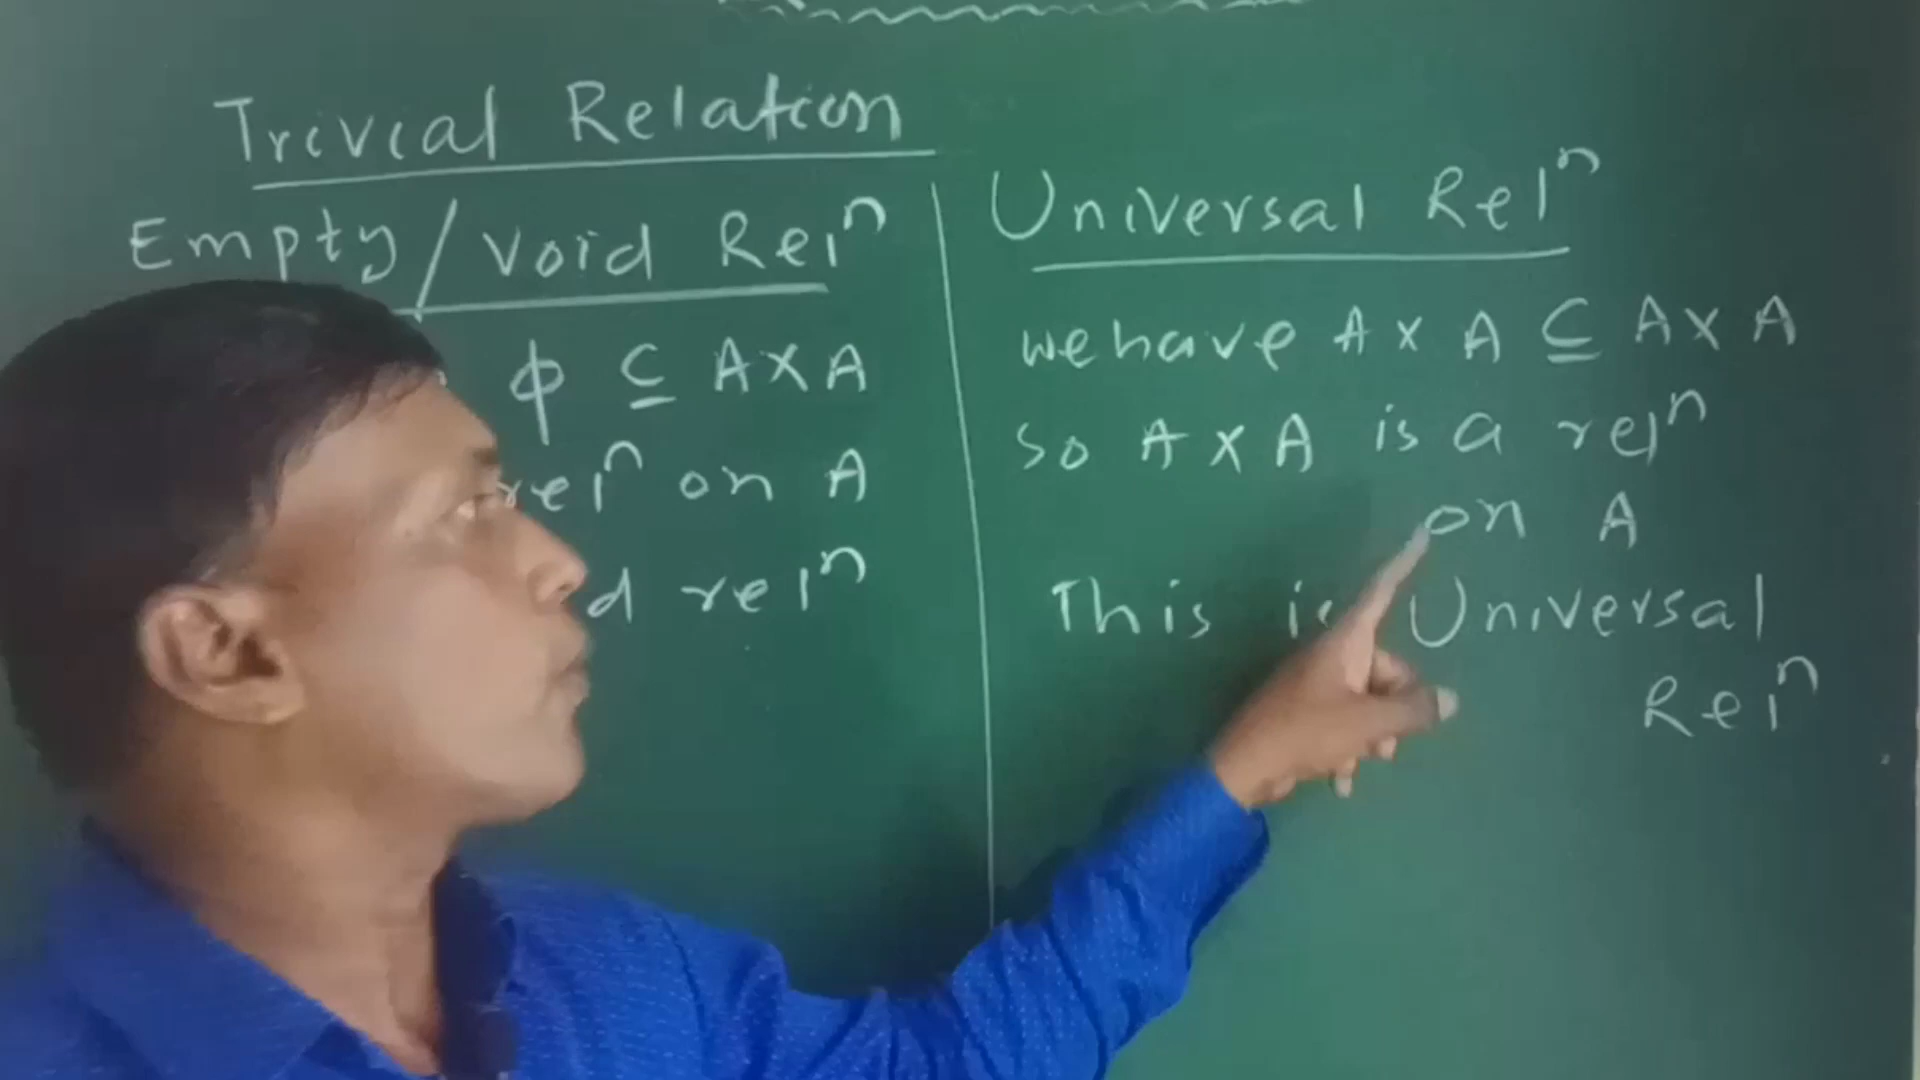 Trivial Relation
Empty/Void Relⁿ
ϕ ⊆ A×A
relⁿ on A
d relⁿ
Universal Relⁿ
we have A × A ⊆ A×A
so A × A is a relⁿ
on A
This is Universal
Relⁿ